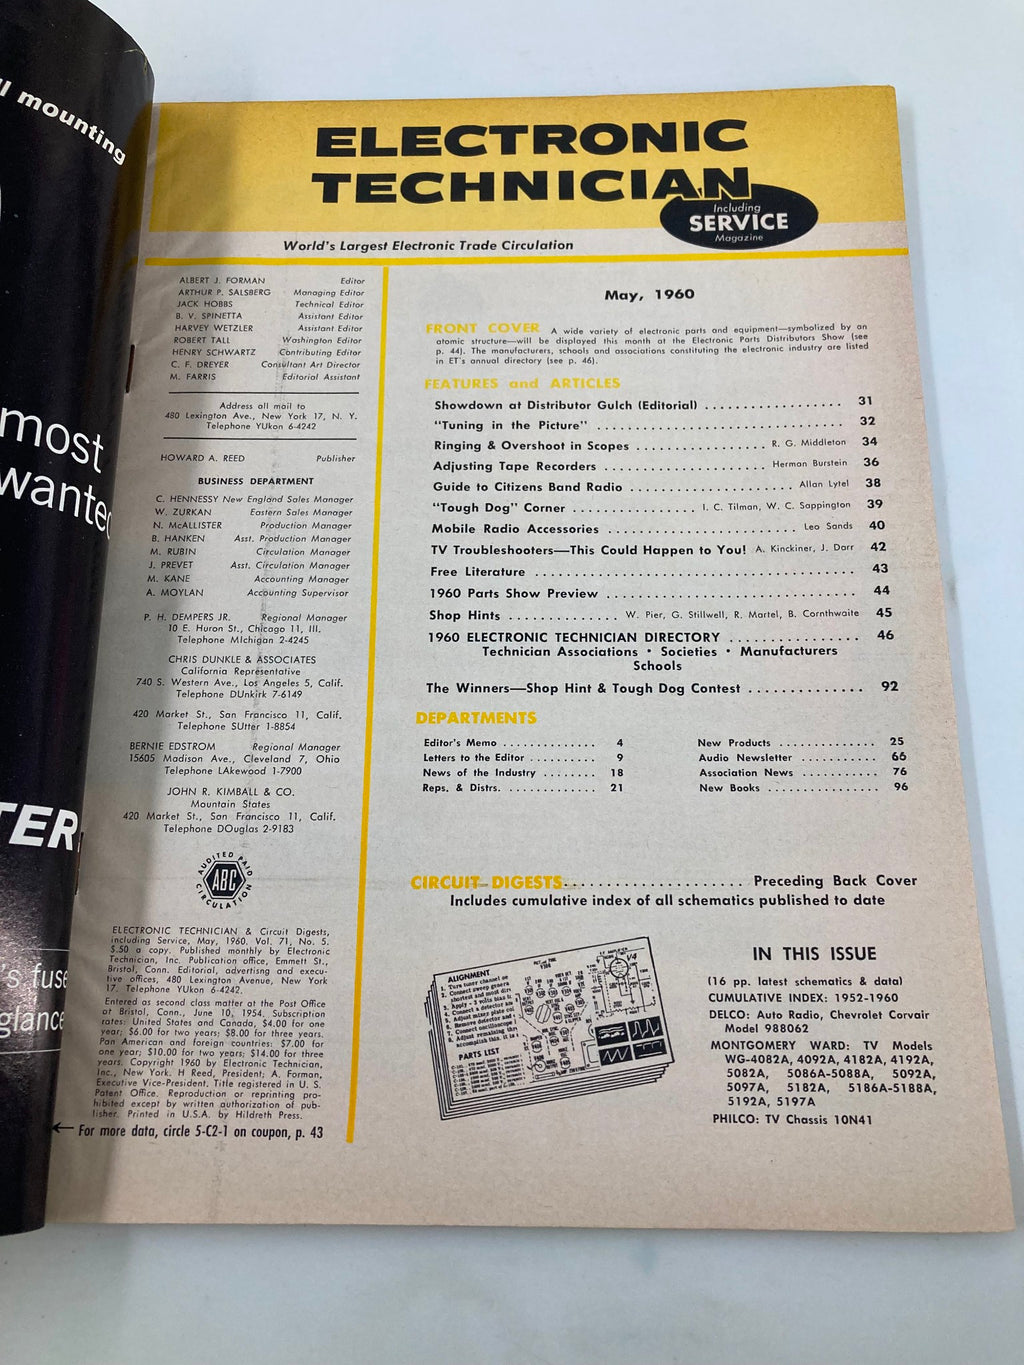 ll mounting
most
wanted
TER
's fuse
glance
ELECTRONIC
TECHNICIAN
Including
SERVICE
Magazine
World's Largest Electronic Trade Circulation
ALBERT J. FORMAN Editor
ARTHUR P. SALSBERG Managing Editor
JACK HOBBS Technical Editor
B. V. SPINETTA Assistant Editor
HARVEY WETZLER Assistant Editor
ROBERT TALL Washington Editor
HENRY SCHWARTZ Contributing Editor
C. F. DREYER Consultant Art Director
M. FARRIS Editorial Assistant
Address all mail to
480 Lexington Ave., New York 17, N. Y.
Telephone YUkon 6-4242
HOWARD A. REED Publisher
BUSINESS DEPARTMENT
C. HENNESSY New England Sales Manager
W. ZURKAN Eastern Sales Manager
N. McALLISTER Production Manager
B. HANKEN Asst. Production Manager
M. RUBIN Circulation Manager
J. PREVET Asst. Circulation Manager
M. KANE Accounting Manager
A. MOYLAN Accounting Supervisor
P. H. DEMPERS JR. Regional Manager
10 E. Huron St., Chicago 11, Ill.
Telephone MIchigan 2-4245
CHRIS DUNKLE & ASSOCIATES
California Representative
740 S. Western Ave., Los Angeles 5, Calif.
Telephone DUnkirk 7-6149
420 Market St., San Francisco 11, Calif.
Telephone SUtter 1-8854
BERNIE EDSTROM Regional Manager
15605 Madison Ave., Cleveland 7, Ohio
Telephone LAkewood 1-7900
JOHN R. KIMBALL & CO.
Mountain States
420 Market St., San Francisco 11, Calif.
Telephone DOuglas 2-9183
AUDITED PAID
ABC
CIRCULATION
ELECTRONIC TECHNICIAN & Circuit Digests,
including Service, May, 1960. Vol. 71, No. 5.
$.50 a copy. Published monthly by Electronic
Technician, Inc. Publication office, Emmett St.,
Bristol, Conn. Editorial, advertisng and execu-
tive offices, 480 Lexington Avenue, New York
17. Telephone YUkon 6-4242.
Entered as second class matter at the Post Office
at Bristol, Conn., June 10, 1954. Subscription
rates: United States and Canada, $4.00 for one
year; $6.00 for two years; $8.00 for three years.
Pan American and foreign countries: $7.00 for
one year; $10.00 for two years; $14.00 for three
years. Copyright 1960 by Electronic Technician,
Inc., New York. H Reed, President; A. Forman,
Executive Vice-President. Title registered in U. S.
Patent Office. Reproduction or reprinting pro-
hibited except by written authorization of pub-
lisher. Printed in U.S.A. by Hildreth Press.
← For more data, circle 5-C2-1 on coupon, p. 43
May, 1960
FRONT COVER A wide variety of electronic parts and equipment—symbolized by an
atomic structure—will be displayed this month at the Electronic Parts Distributors Show (see
p. 44). The manufacturers, schools and associations constituting the electronic industry are listed
in ET's annual directory (see p. 46).
FEATURES and ARTICLES
Showdown at Distributor Gulch (Editorial) .................. 31
"Tuning in the Picture" .................. 32
Ringing & Overshoot in Scopes .................. R. G. Middleton 34
Adjusting Tape Recorders .................. Herman Burstein 36
Guide to Citizens Band Radio .................. Allan Lytel 38
"Tough Dog" Corner .................. I. C. Tilman, W. C. Sappington 39
Mobile Radio Accessories .................. Leo Sands 40
TV Troubleshooters—This Could Happen to You! A. Kinckiner, J. Darr 42
Free Literature .................. 43
1960 Parts Show Preview .................. 44
Shop Hints .................. W. Pier, G. Stillwell, R. Martel, B. Cornthwaite 45
1960 ELECTRONIC TECHNICIAN DIRECTORY .................. 46
Technician Associations • Societies • Manufacturers
Schools
The Winners—Shop Hint & Tough Dog Contest .............. 92
DEPARTMENTS
Editor's Memo .............. 4
Letters to the Editor ......... 9
News of the Industry ........ 18
Reps. & Distrs. .............. 21
New Products .............. 25
Audio Newsletter ........... 66
Association News ........... 76
New Books ................ 96
CIRCUIT DIGESTS.................. Preceding Back Cover
Includes cumulative index of all schematics published to date
ALIGNMENT
1. Turn tuner channel se
2. Connect sweep genera
shortest and most dire
Apply - 3 volts bias b
PARTS LIST
V4
IN THIS ISSUE
(16 pp. latest schematics & data)
CUMULATIVE INDEX: 1952-1960
DELCO: Auto Radio, Chevrolet Corvair
Model 988062
MONTGOMERY WARD: TV Models
WG-4082A, 4092A, 4182A, 4192A,
5082A, 5086A-5088A, 5092A,
5097A, 5182A, 5186A-5188A,
5192A, 5197A
PHILCO: TV Chassis 10N41